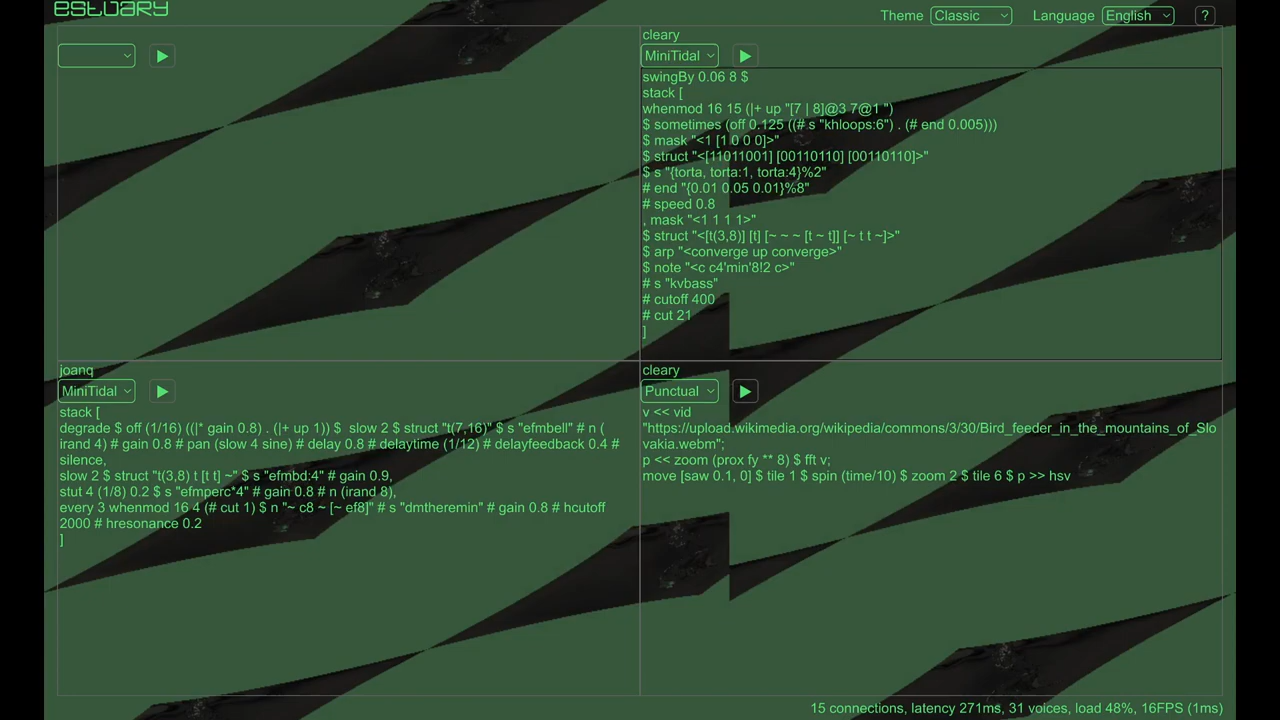 estuary
Theme Classic Language English ?
cleary
MiniTidal
swingBy 0.06 8 $
stack [
whenmod 16 15 (|+ up "[7 | 8]@3 7@1 ")
$ sometimes (off 0.125 ((# s "khloops:6") . (# end 0.005)))
$ mask "<1 [1 0 0 0]>"
$ struct "<[11011001] [00110110] [00110110]>"
$ s "{torta, torta:1, torta:4}%2"
# end "{0.01 0.05 0.01}%8"
# speed 0.8
, mask "<1 1 1 1>"
$ struct "<[t(3,8)] [t] [~ ~ ~ [t ~ t]] [~ t t ~]>"
$ arp "<converge up converge>"
$ note "<c c4'min'8!2 c>"
# s "kvbass"
# cutoff 400
# cut 21
]
joanq
MiniTidal
stack [
degrade $ off (1/16) ((|* gain 0.8) . (|+ up 1)) $  slow 2 $ struct "t(7,16)" $ s "efmbell" # n (
irand 4) # gain 0.8 # pan (slow 4 sine) # delay 0.8 # delaytime (1/12) # delayfeedback 0.4 #
silence,
slow 2 $ struct "t(3,8) t [t t] ~" $ s "efmbd:4" # gain 0.9,
stut 4 (1/8) 0.2 $ s "efmperc*4" # gain 0.8 # n (irand 8),
every 3 whenmod 16 4 (# cut 1) $ n "~ c8 ~ [~ ef8]" # s "dmtheremin" # gain 0.8 # hcutoff
2000 # hresonance 0.2
]
cleary
Punctual
v << vid
"https://upload.wikimedia.org/wikipedia/commons/3/30/Bird_feeder_in_the_mountains_of_Slo
vakia.webm";
p << zoom (prox fy ** 8) $ fft v;
move [saw 0.1, 0] $ tile 1 $ spin (time/10) $ zoom 2 $ tile 6 $ p >> hsv
15 connections, latency 271ms, 31 voices, load 48%, 16FPS (1ms)